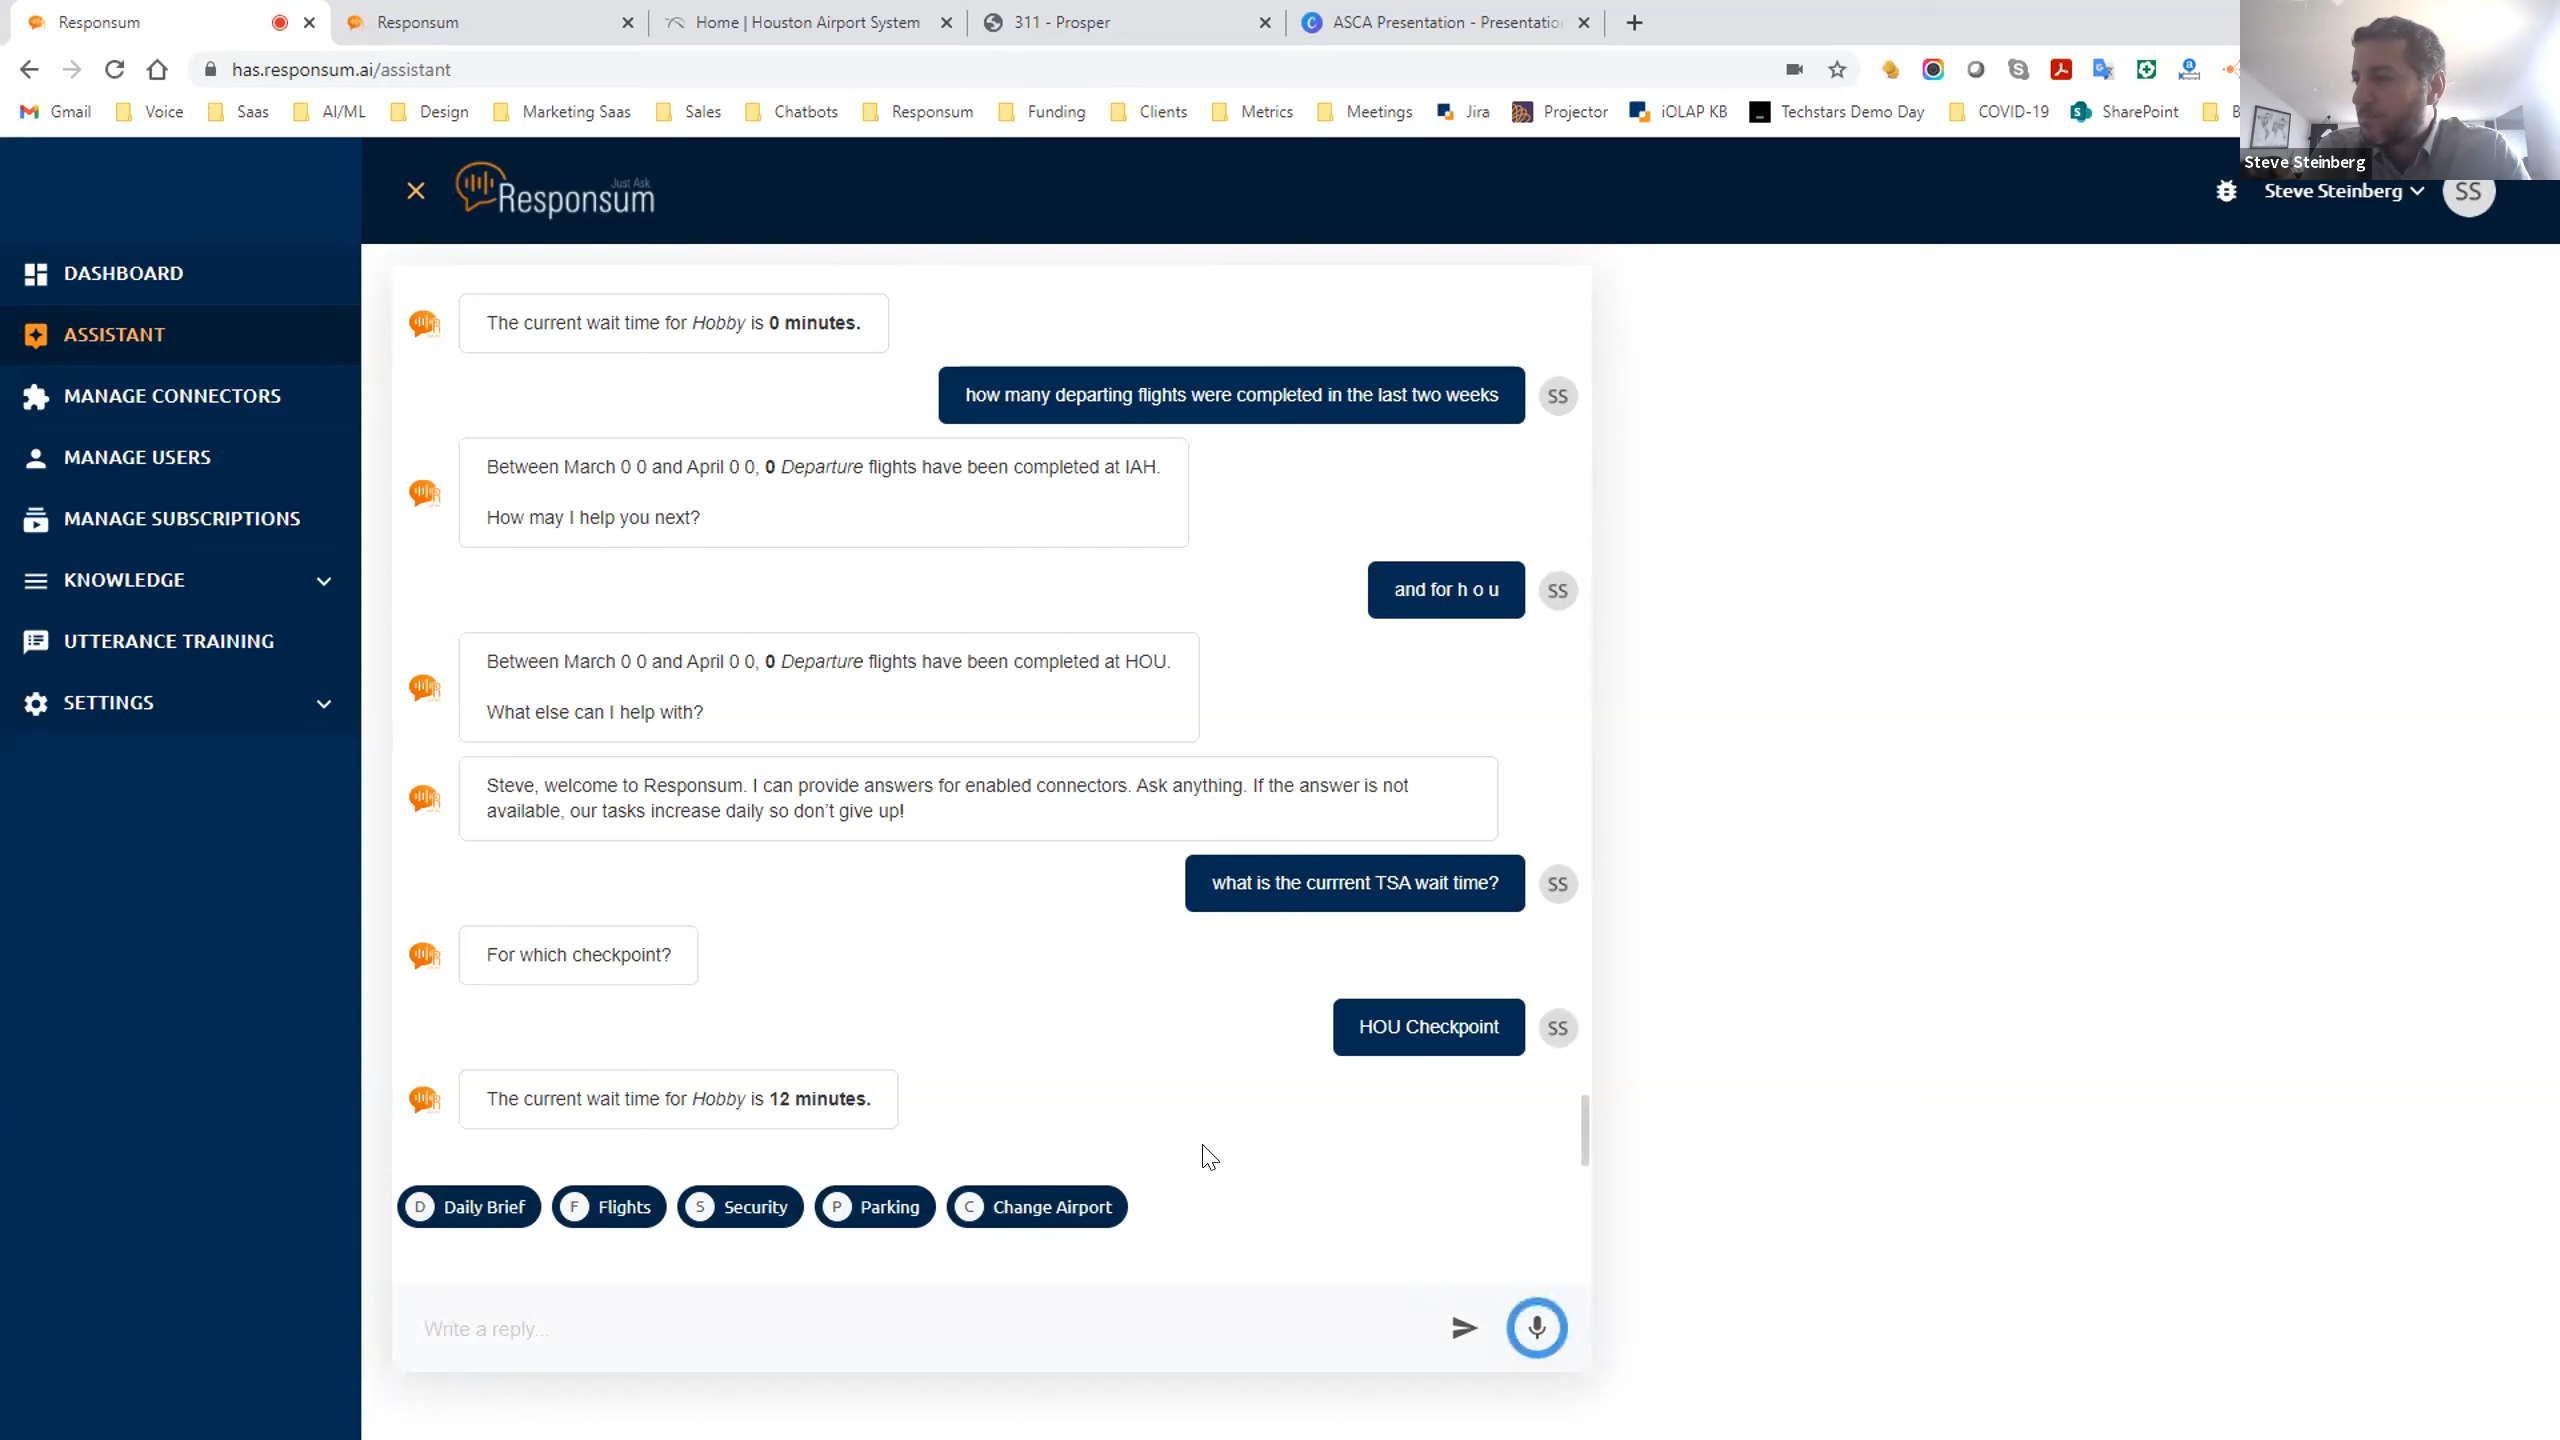 Responsum
Responsum
Home | Houston Airport System
311 - Prosper
ASCA Presentation - Presentatio
has.responsum.ai/assistant
Gmail
Voice
Saas
AI/ML
Design
Marketing Saas
Sales
Chatbots
Responsum
Funding
Clients
Metrics
Meetings
Jira
Projector
iOLAP KB
Techstars Demo Day
COVID-19
SharePoint
Steve Steinberg
Just Ask.
Responsum
Steve Steinberg
SS
DASHBOARD
ASSISTANT
MANAGE CONNECTORS
MANAGE USERS
MANAGE SUBSCRIPTIONS
KNOWLEDGE
UTTERANCE TRAINING
SETTINGS
The current wait time for Hobby is 0 minutes.
how many departing flights were completed in the last two weeks
SS
Between March 0 0 and April 0 0, 0 Departure flights have been completed at IAH.
How may I help you next?
and for h o u
SS
Between March 0 0 and April 0 0, 0 Departure flights have been completed at HOU.
What else can I help with?
Steve, welcome to Responsum. I can provide answers for enabled connectors. Ask anything. If the answer is not
available, our tasks increase daily so don't give up!
what is the currrent TSA wait time?
SS
For which checkpoint?
HOU Checkpoint
SS
The current wait time for Hobby is 12 minutes.
D Daily Brief
F Flights
S Security
P Parking
C Change Airport
Write a reply...